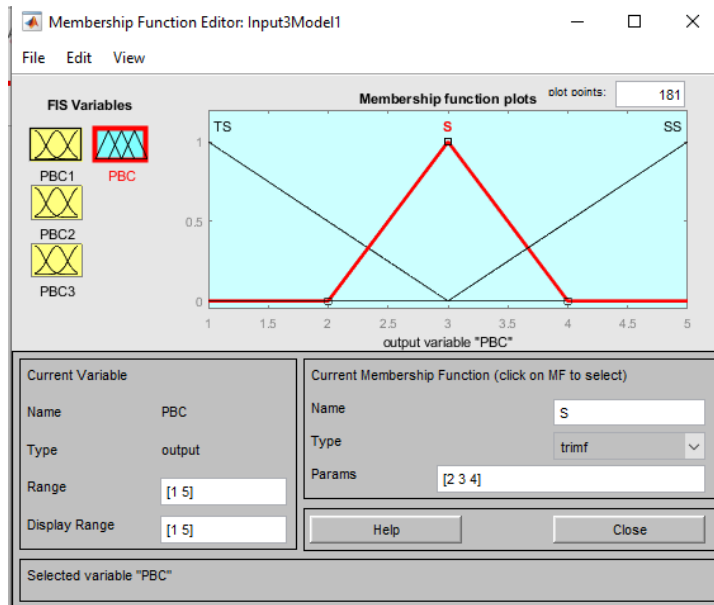 Membership Function Editor: Input3Model1
File Edit View
FIS Variables
PBC1 PBC
PBC2
PBC3
Membership function plots plot points: 181
TS S SS
1
0.5
0
1 1.5 2 2.5 3 3.5 4 4.5 5
output variable "PBC"
Current Variable
Name PBC
Type output
Range [1 5]
Display Range [1 5]
Current Membership Function (click on MF to select)
Name S
Type trimf
Params [2 3 4]
Help Close
Selected variable "PBC"